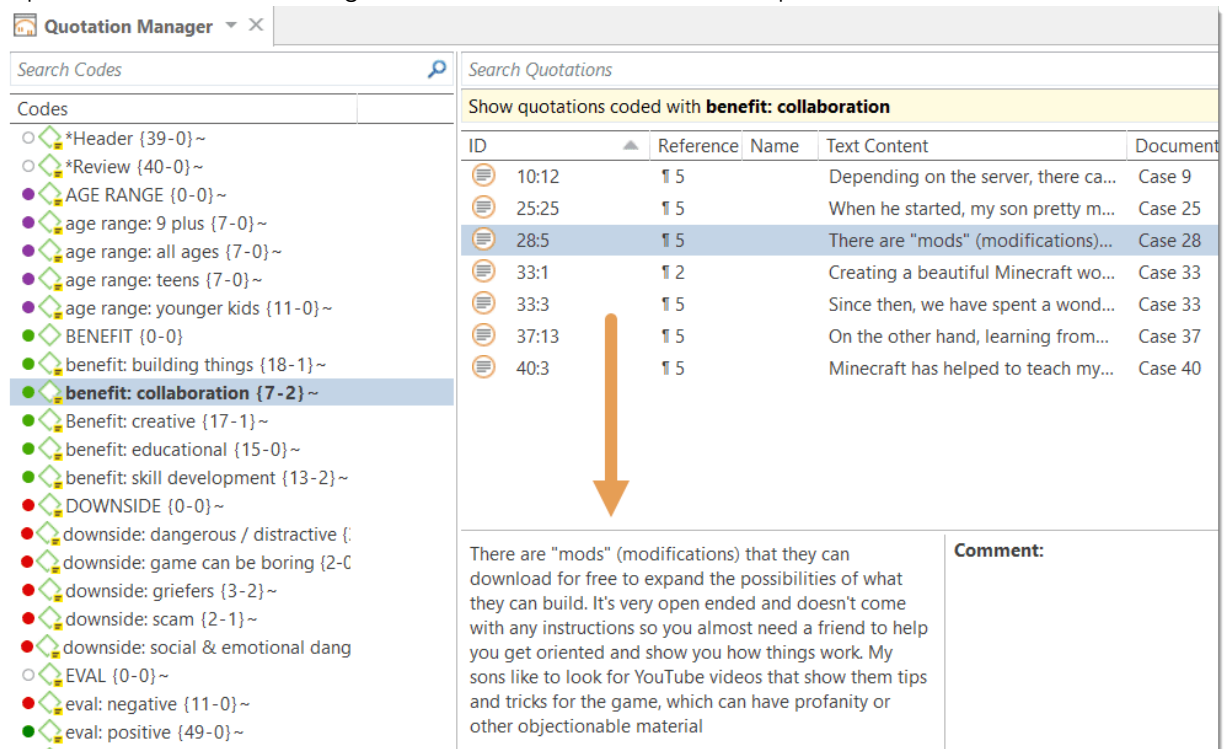 Quotation Manager
Search Codes
Codes
*Header {39-0}~
*Review {40-0}~
AGE RANGE {0-0}~
age range: 9 plus {7-0}~
age range: all ages {7-0}~
age range: teens {7-0}~
age range: younger kids {11-0}~
BENEFIT {0-0}
benefit: building things {18-1}~
benefit: collaboration {7-2}~
Benefit: creative {17-1}~
benefit: educational {15-0}~
benefit: skill development {13-2}~
DOWNSIDE {0-0}~
downside: dangerous / distractive {
downside: game can be boring {2-0
downside: griefers {3-2}~
downside: scam {2-1}~
downside: social & emotional dang
EVAL {0-0}~
eval: negative {11-0}~
eval: positive {49-0}~
Search Quotations
Show quotations coded with benefit: collaboration
ID Reference Name Text Content Document
10:12 ¶ 5 Depending on the server, there ca... Case 9
25:25 ¶ 5 When he started, my son pretty m... Case 25
28:5 ¶ 5 There are "mods" (modifications)... Case 28
33:1 ¶ 2 Creating a beautiful Minecraft wo... Case 33
33:3 ¶ 5 Since then, we have spent a wond... Case 33
37:13 ¶ 5 On the other hand, learning from... Case 37
40:3 ¶ 5 Minecraft has helped to teach my... Case 40
There are "mods" (modifications) that they can
download for free to expand the possibilities of what
they can build. It's very open ended and doesn't come
with any instructions so you almost need a friend to help
you get oriented and show you how things work. My
sons like to look for YouTube videos that show them tips
and tricks for the game, which can have profanity or
other objectionable material
Comment: